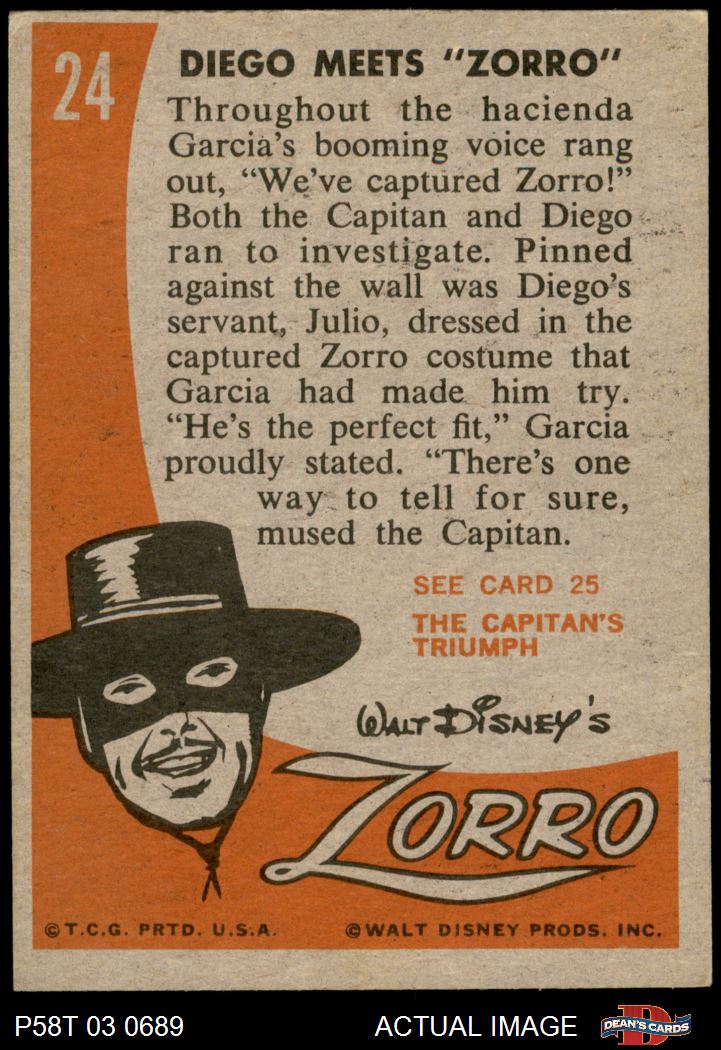 24
DIEGO MEETS "ZORRO"
Throughout the hacienda
Garcia's booming voice rang
out, "We've captured Zorro!"
Both the Capitan and Diego
ran to investigate. Pinned
against the wall was Diego's
servant, Julio, dressed in the
captured Zorro costume that
Garcia had made him try.
"He's the perfect fit," Garcia
proudly stated. "There's one
way to tell for sure,
mused the Capitan.
SEE CARD 25
THE CAPITAN'S
TRIUMPH
WALT DISNEY'S
ZORRO
©T.C.G. PRTD. U.S.A. ©WALT DISNEY PRODS. INC.
P58T 03 0689 ACTUAL IMAGE DEAN'S CARDS